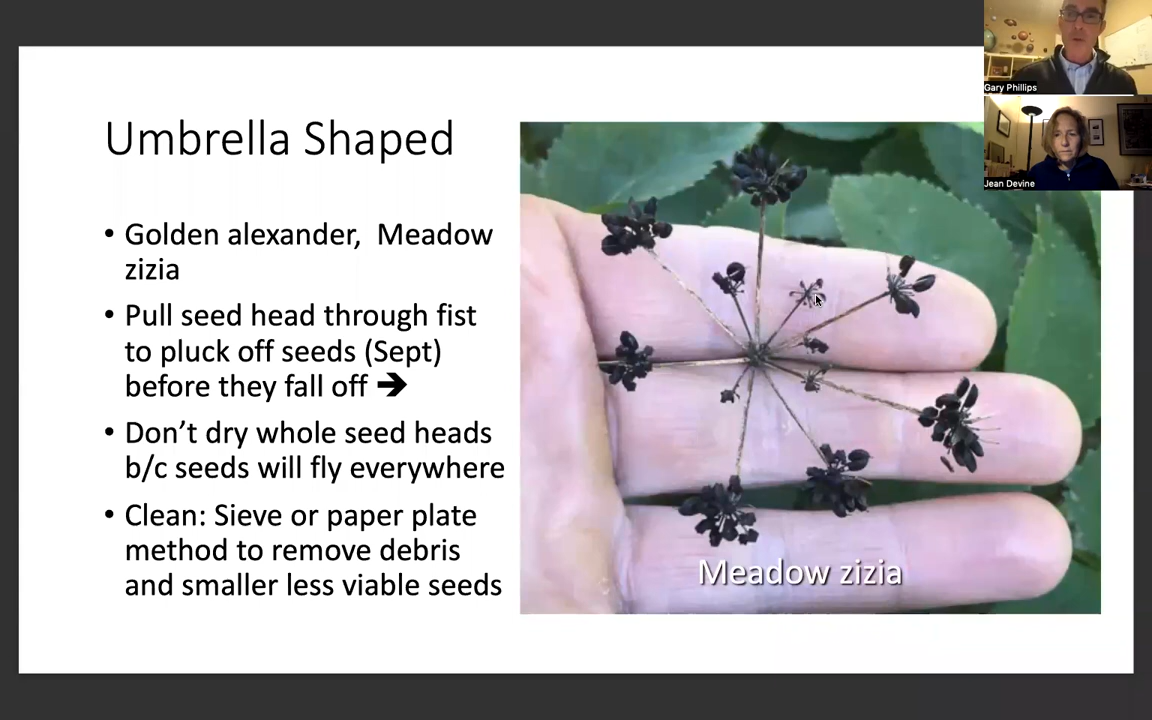 Umbrella Shaped
• Golden alexander, Meadow
zizia
• Pull seed head through fist
to pluck off seeds (Sept)
before they fall off ➔
• Don’t dry whole seed heads
b/c seeds will fly everywhere
• Clean: Sieve or paper plate
method to remove debris
and smaller less viable seeds
Meadow zizia
Gary Phillips
Jean Devine